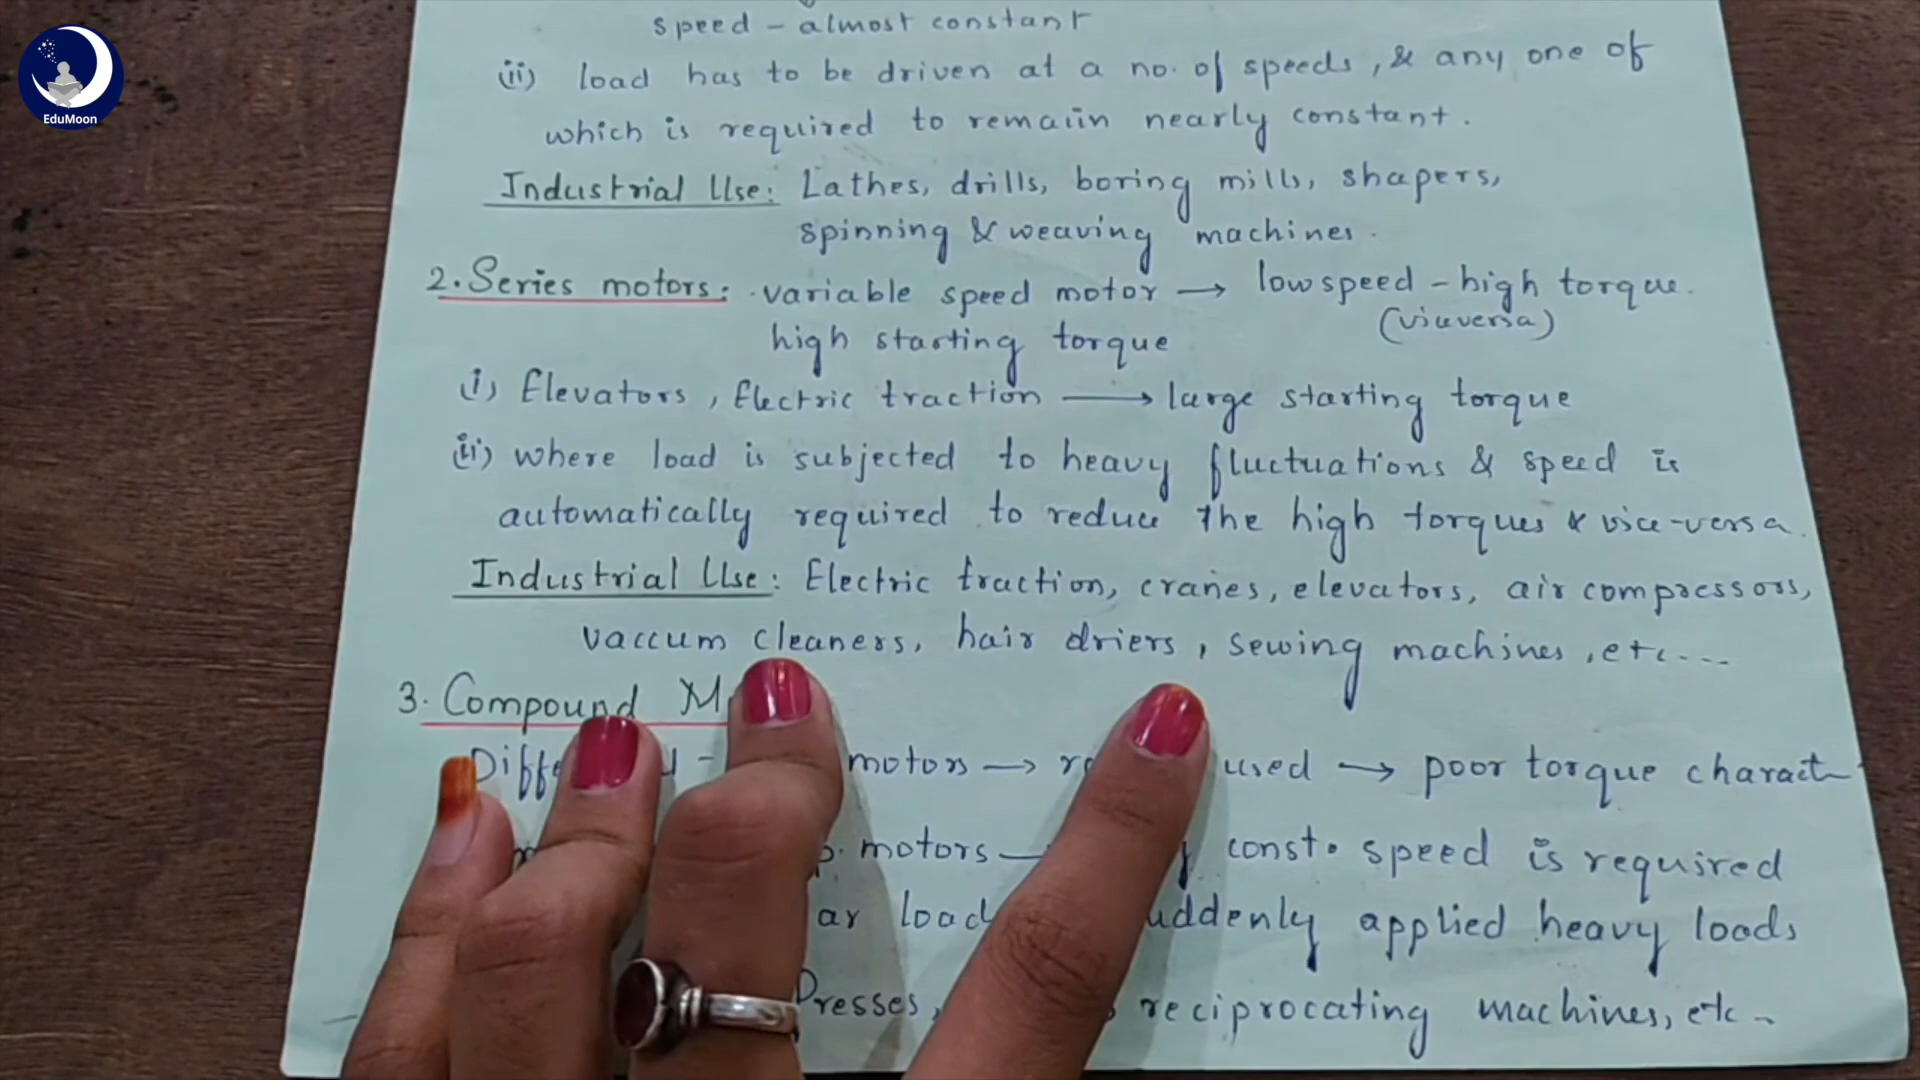 speed - almost constant
(ii) load has to be driven at a no. of speeds, & any one of
which is required to remain nearly constant.
Industrial Use: Lathes, drills, boring mills, shapers,
spinning & weaving machines.
2. Series motors: variable speed motor → low speed - high torque.
(viceversa)
high starting torque
(i) Elevators, Electric traction → large starting torque
(ii) where load is subjected to heavy fluctuations & speed is
automatically required to reduce the high torques & vice-versa.
Industrial Use: Electric traction, cranes, elevators, air compressors,
vaccum cleaners, hair driers, sewing machines, etc...
3. Compound
motors → used → poor torque charact
motors const. speed is required
applied heavy loads
Presses, reciprocating machines, etc -
EduMoon